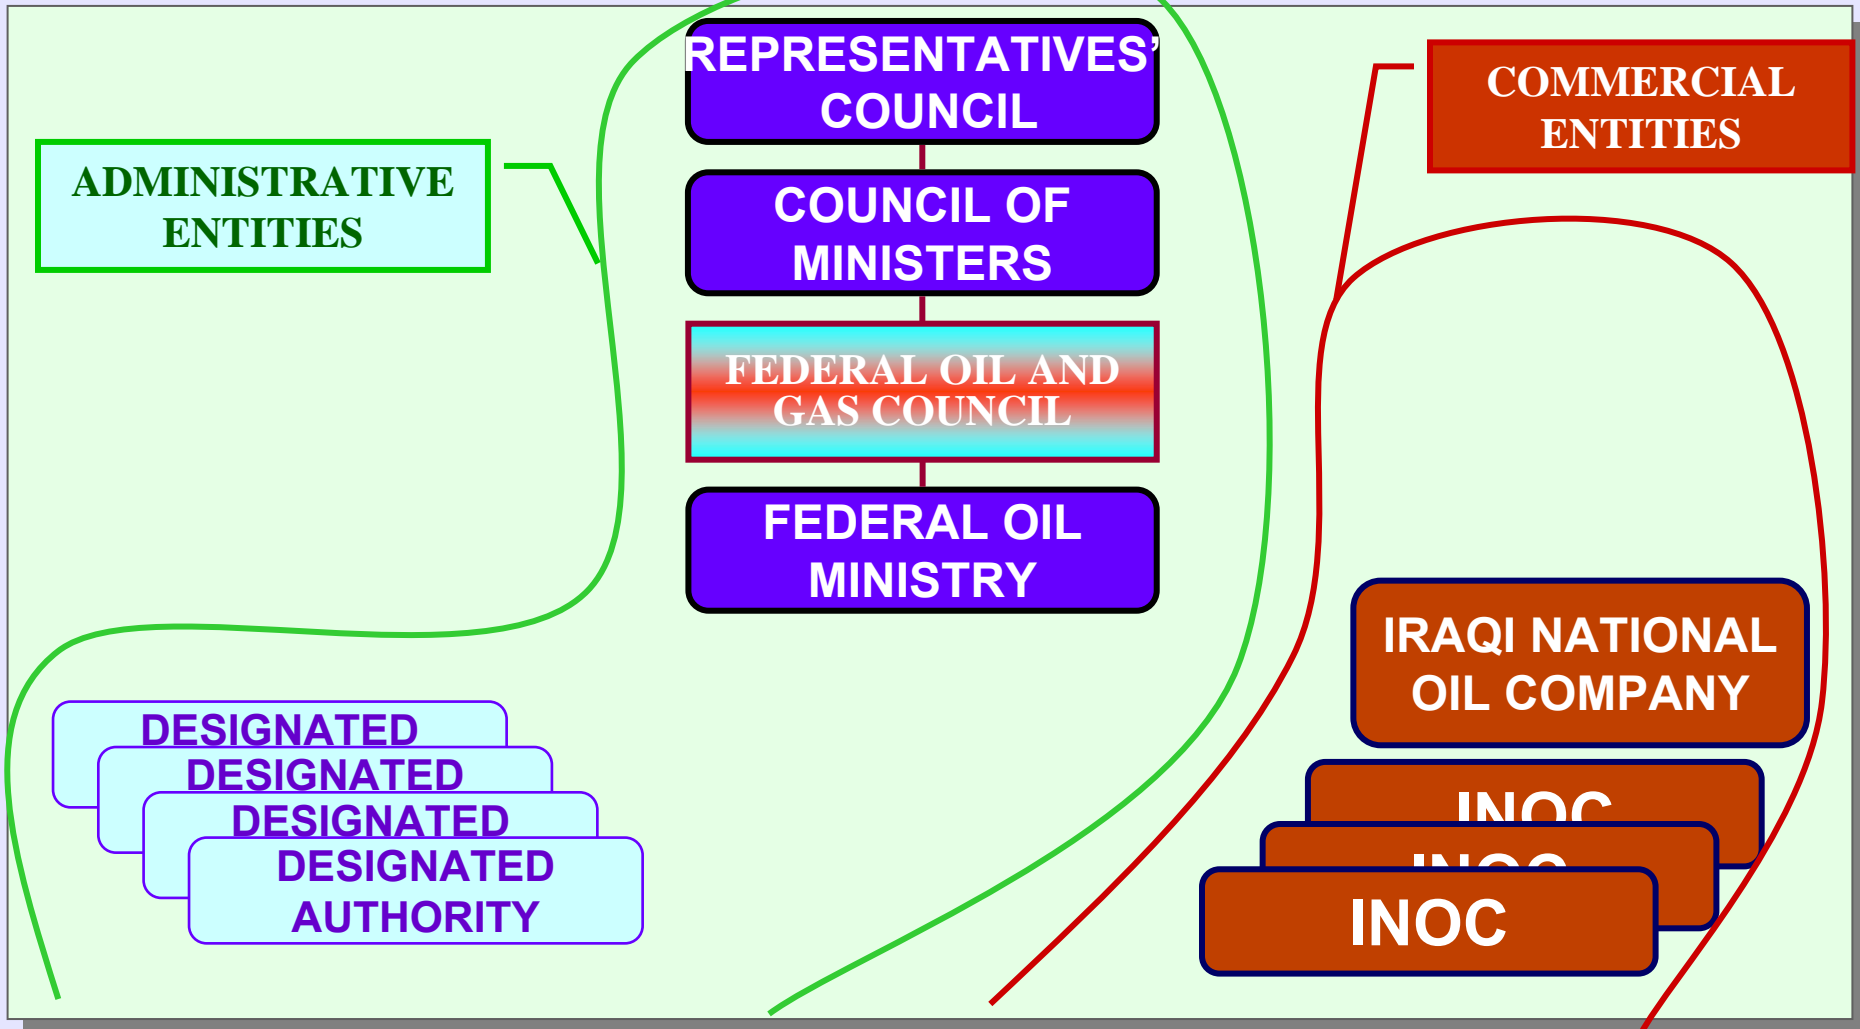 REPRESENTATIVES’
COUNCIL
COMMERCIAL
ENTITIES
ADMINISTRATIVE
ENTITIES
COUNCIL OF
MINISTERS
FEDERAL OIL AND
GAS COUNCIL
FEDERAL OIL
MINISTRY
IRAQI NATIONAL
OIL COMPANY
DESIGNATED
DESIGNATED
DESIGNATED
DESIGNATED
AUTHORITY
INOC
INOC
INOC